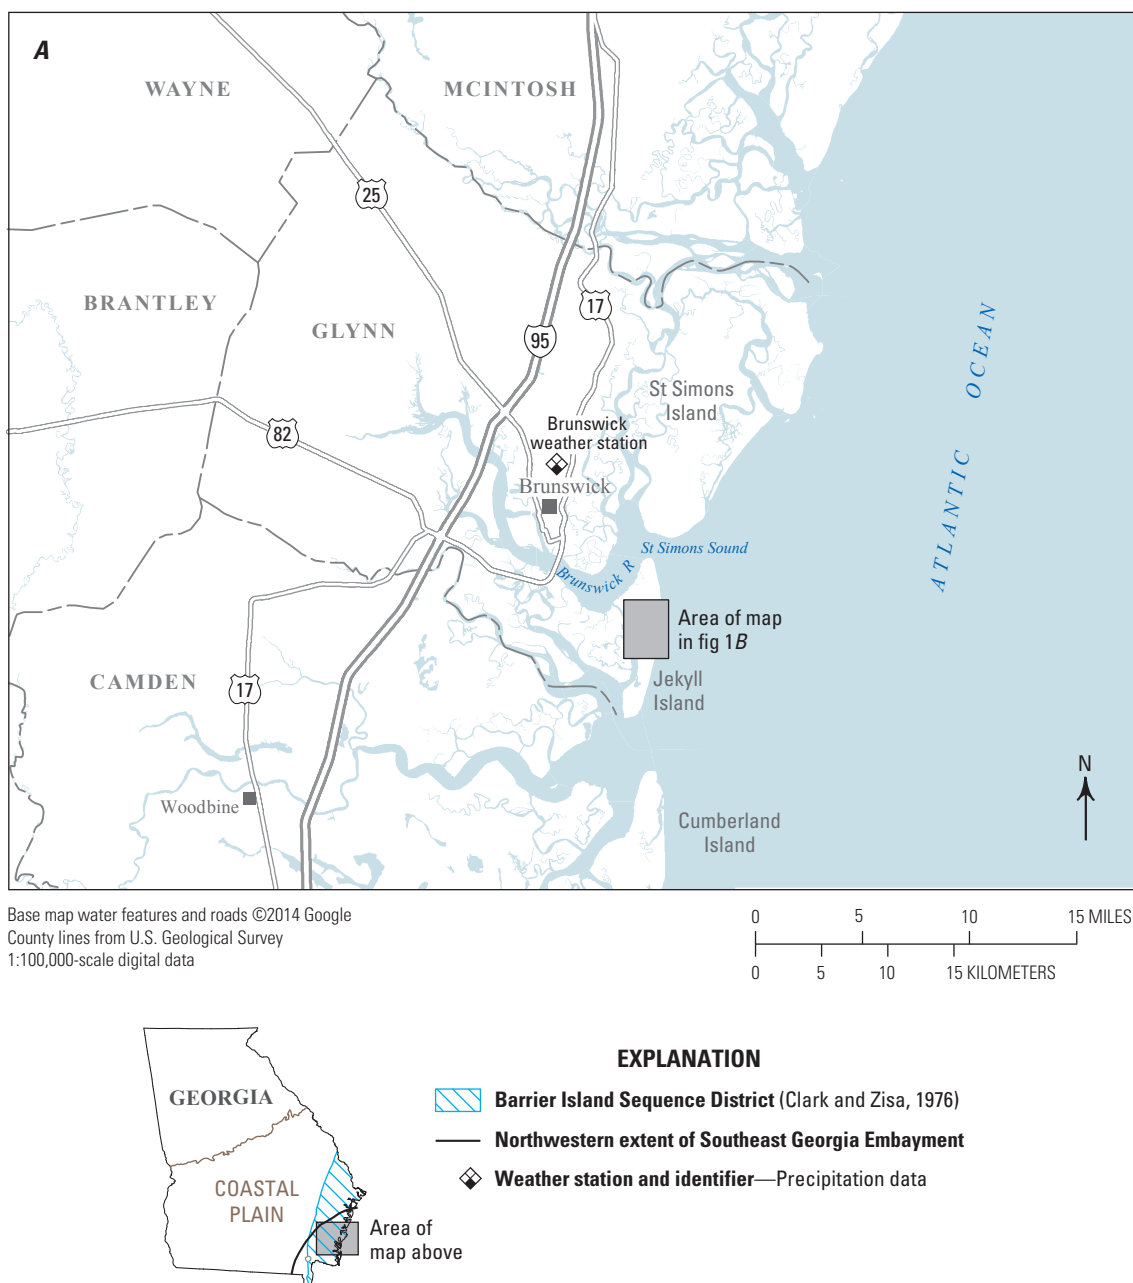 A
WAYNE
MCINTOSH
25
BRANTLEY
17
GLYNN
95
ATLANTIC OCEAN
St Simons
Island
82
Brunswick
weather station
Brunswick
St Simons Sound
Brunswick R
Area of map
in fig 1B
CAMDEN
17
Jekyll
Island
N
Woodbine
Cumberland
Island
Base map water features and roads ©2014 Google
County lines from U.S. Geological Survey
1:100,000-scale digital data
0 5 10 15 MILES
0 5 10 15 KILOMETERS
EXPLANATION
GEORGIA
Barrier Island Sequence District (Clark and Zisa, 1976)
Northwestern extent of Southeast Georgia Embayment
Weather station and identifier—Precipitation data
COASTAL
PLAIN
Area of
map above